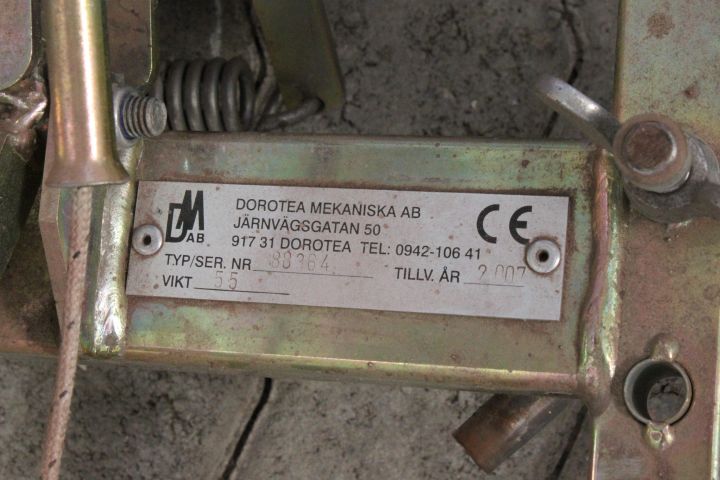 DM AB
DOROTEA MEKANISKA AB
JÄRNVÄGSGATAN 50
917 31 DOROTEA TEL: 0942-106 41
CE
TYP/SER. NR 88364 TILLV. ÅR 2007
VIKT 55